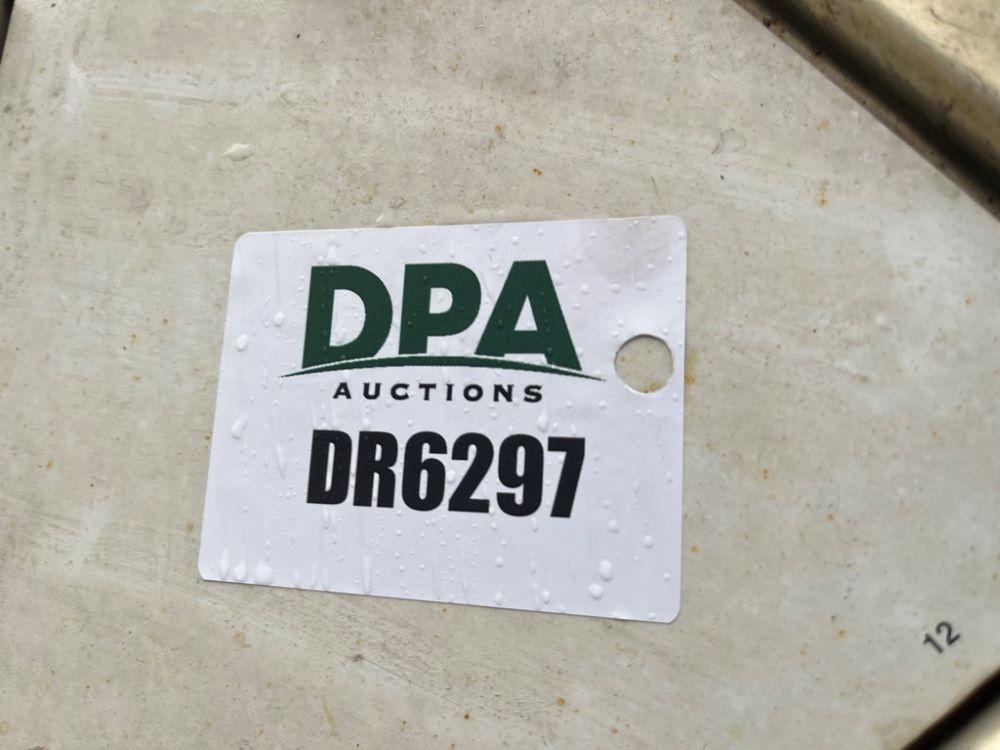 DPA
AUCTIONS
DR6297
12